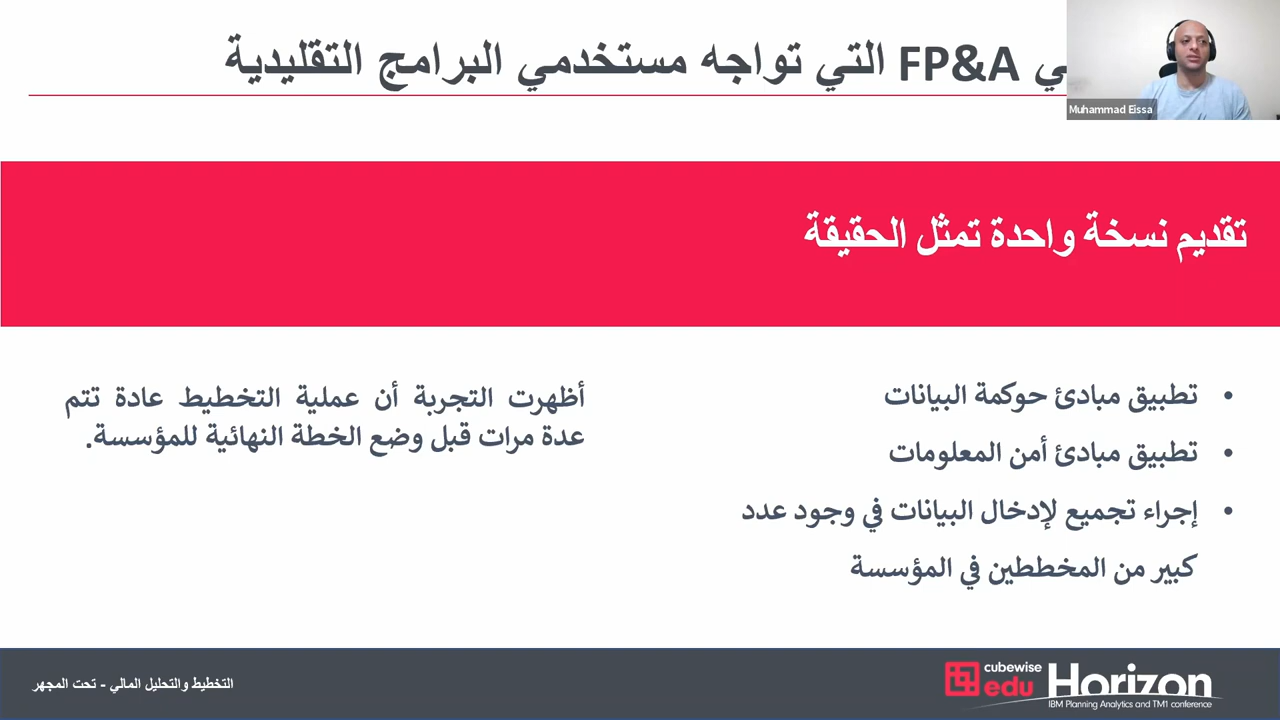 FP&A التي تواجه مستخدمي البرامج التقليدية
Muhammad Eissa
تقديم نسخة واحدة تمثل الحقيقة
• تطبيق مبادئ حوكمة البيانات
• تطبيق مبادئ أمن المعلومات
• إجراء تجميع لإدخال البيانات في وجود عدد
كبير من المخططين في المؤسسة
أظهرت التجربة أن عملية التخطيط عادة تتم
عدة مرات قبل وضع الخطة النهائية للمؤسسة.
cubewise
edu
Horizon
IBM Planning Analytics and TM1 conference
التخطيط والتحليل المالي - تحت المجهر